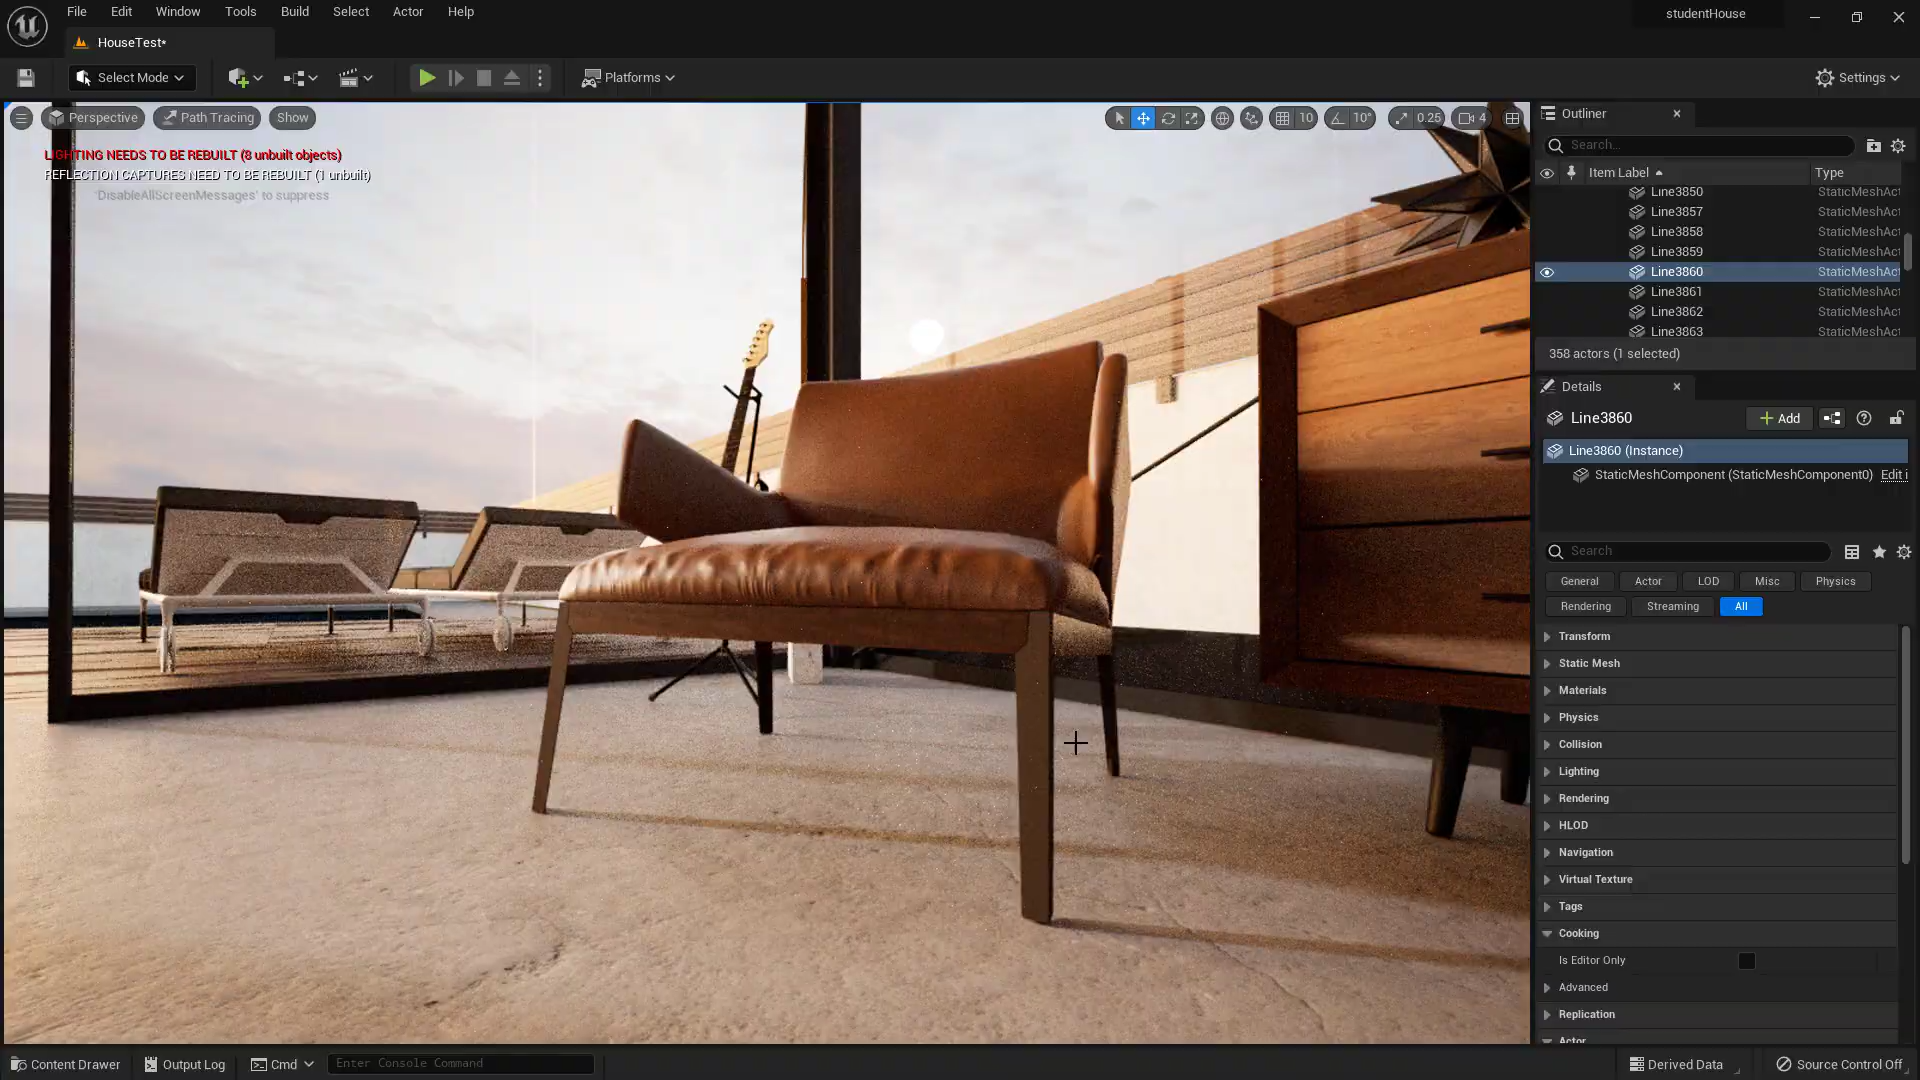 File Edit Window Tools Build Select Actor Help
studentHouse
HouseTest*
Select Mode
Platforms
Settings
Perspective
Path Tracing
Show
10
10°
0.25
4
LIGHTING NEEDS TO BE REBUILT (8 unbuilt objects)
REFLECTION CAPTURES NEED TO BE REBUILT (1 unbuilt)
'DisableAllScreenMessages' to suppress
Outliner
Search...
Item Label Type
Line3850 StaticMeshAct
Line3857 StaticMeshAct
Line3858 StaticMeshAct
Line3859 StaticMeshAct
Line3860 StaticMeshAct
Line3861 StaticMeshAct
Line3862 StaticMeshAct
Line3863 StaticMeshAct
358 actors (1 selected)
Details
Line3860
Add
Line3860 (Instance)
StaticMeshComponent (StaticMeshComponent0) Edit i
Search
General Actor LOD Misc Physics
Rendering Streaming All
Transform
Static Mesh
Materials
Physics
Collision
Lighting
Rendering
HLOD
Navigation
Virtual Texture
Tags
Cooking
Is Editor Only
Advanced
Replication
Actor
Content Drawer
Output Log
Cmd
Enter Console Command
Derived Data
Source Control Off